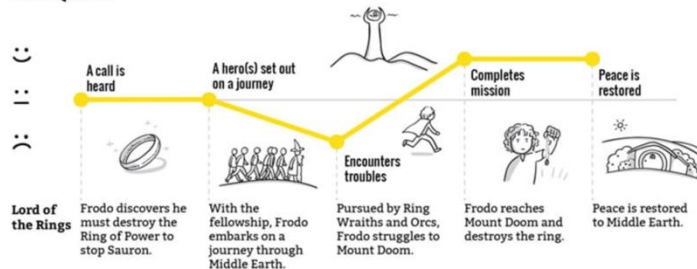 A call is
heard
A hero(s) set out
on a journey
Encounters
troubles
Completes
mission
Peace is
restored
Lord of
the Rings
Frodo discovers he
must destroy the
Ring of Power to
stop Sauron.
With the
fellowship, Frodo
embarks on a
journey through
Middle Earth.
Pursued by Ring
Wraiths and Orcs,
Frodo struggles to
Mount Doom.
Frodo reaches
Mount Doom and
destroys the ring.
Peace is restored
to Middle Earth.